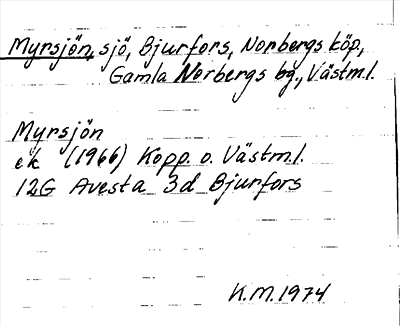 Myrsjön, sjö, Bjurfors, Norbergs köp,
Gamla Norbergs bg., Västm.l.
Myrsjön
ek (1966) Kopp. o. Västm.l.
12G Avesta 3d Bjurfors
K.M. 1974